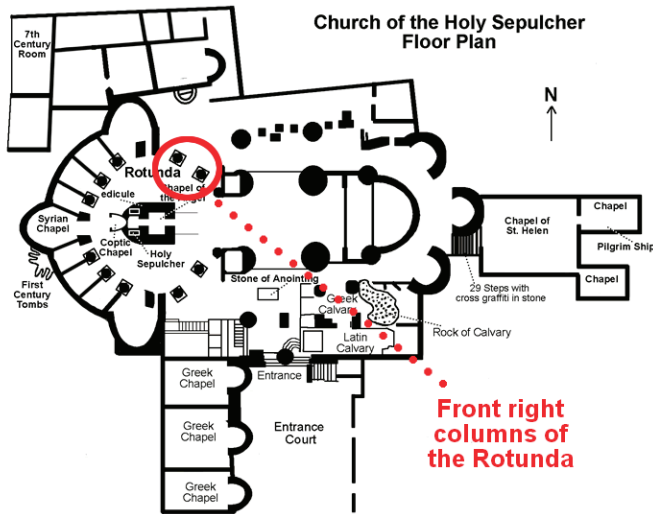 Church of the Holy Sepulcher
Floor Plan
7th
Century
Room
N
Rotunda
Chapel of
the Angel
edicule
Syrian
Chapel
Coptic
Chapel
Holy
Sepulcher
First
Century
Tombs
Stone of Anointing
Greek
Calvary
Latin
Calvary
Rock of Calvary
29 Steps with
cross graffiti in stone
Chapel of
St. Helen
Chapel
Pilgrim Ship
Chapel
Entrance
Greek
Chapel
Greek
Chapel
Greek
Chapel
Entrance
Court
Front right
columns of
the Rotunda